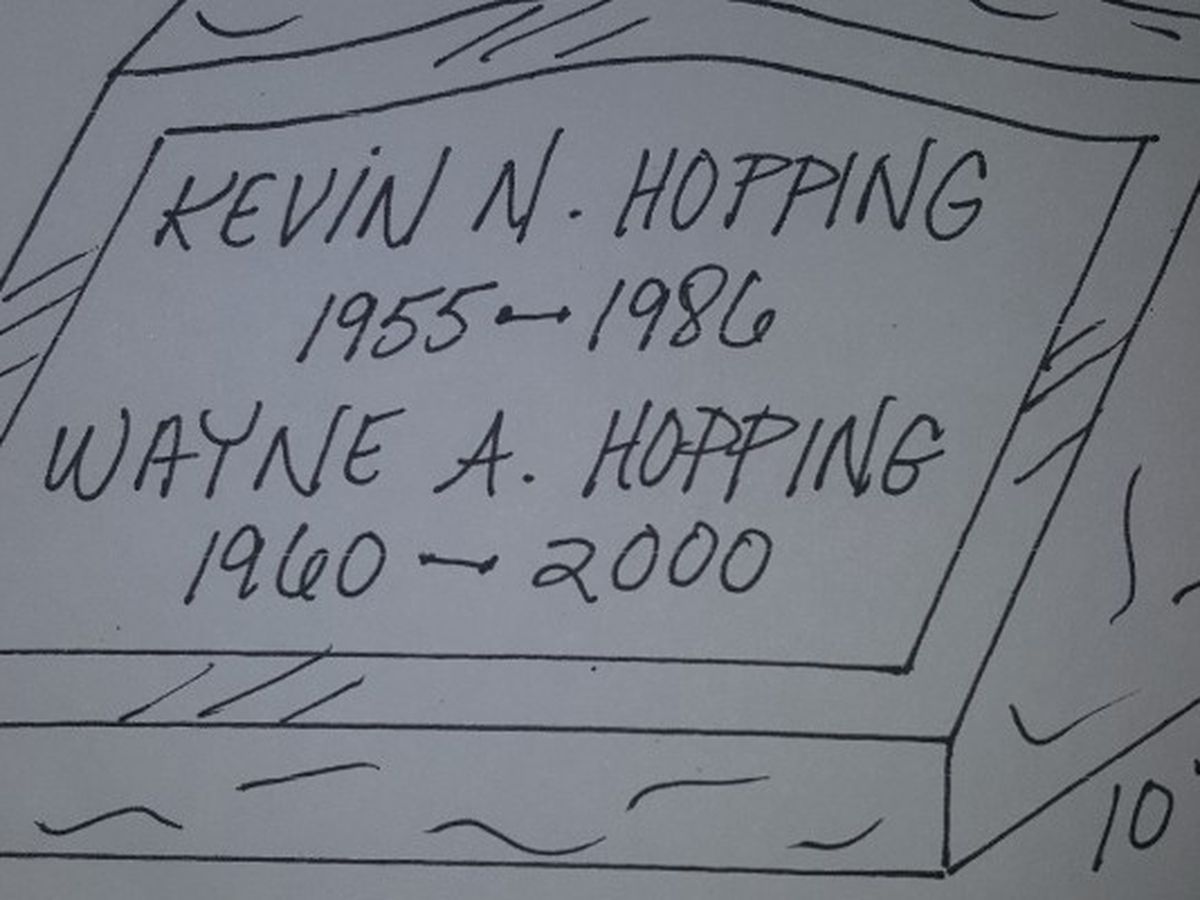 KEVIN N. HOPPING
1955-1986
WAYNE A. HOPPING
1960-2000
10"